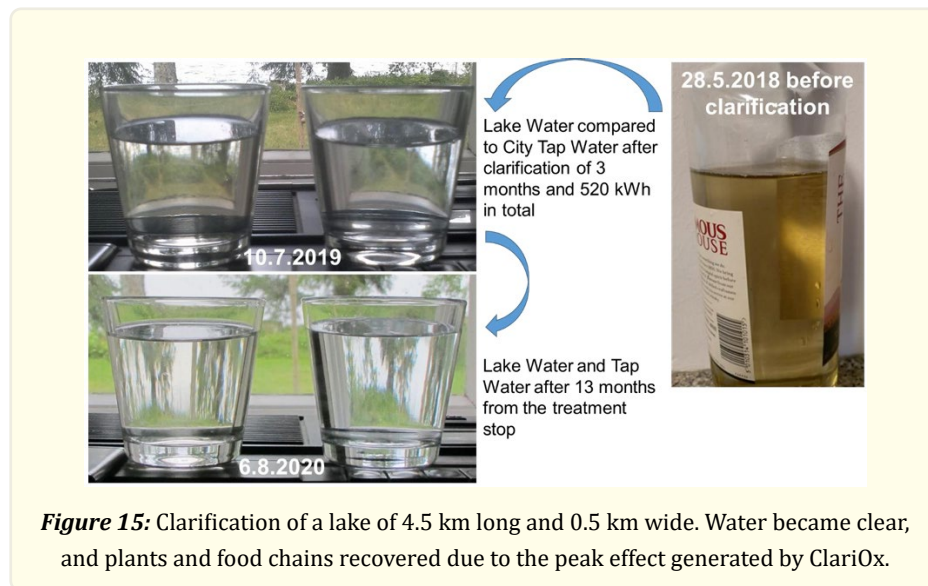 28.5.2018 before
clarification
Lake Water compared
to City Tap Water after
clarification of 3
months and 520 kWh
in total
10.7.2019
MOUS
OUSE
THE
Lake Water and Tap
Water after 13 months
from the treatment
stop
6.8.2020
Figure 15: Clarification of a lake of 4.5 km long and 0.5 km wide. Water became clear,
and plants and food chains recovered due to the peak effect generated by ClariOx.